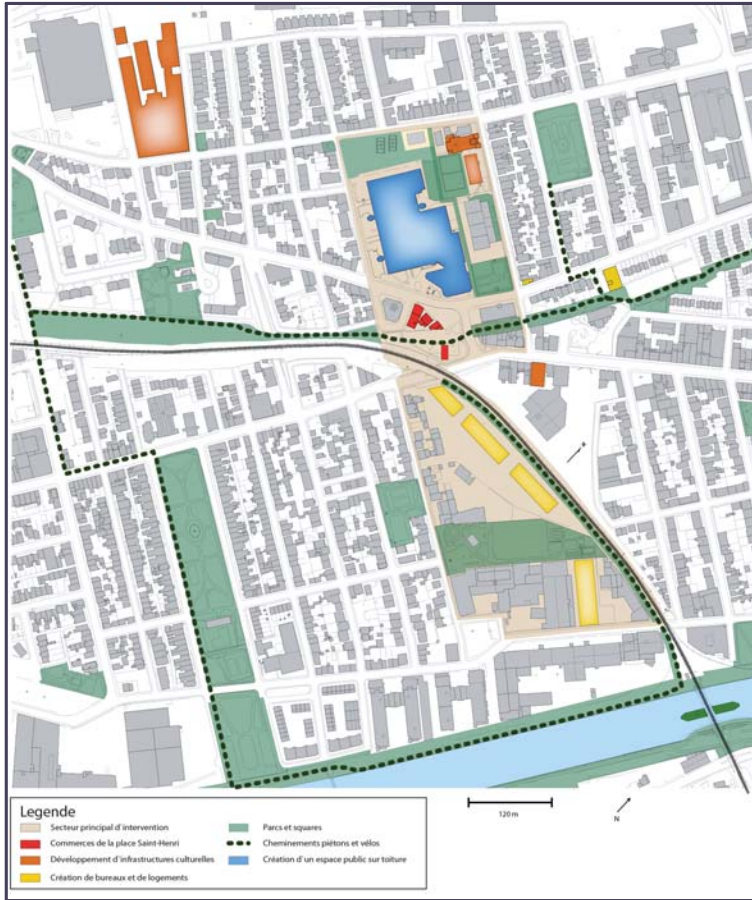 Legende
Secteur principal d'intervention
Commerces de la place Saint-Henri
Développement d'infrastructures culturelles
Création de bureaux et de logements
Parcs et squares
Cheminements piétons et vélos
Création d'un espace public sur toiture
120 m
N